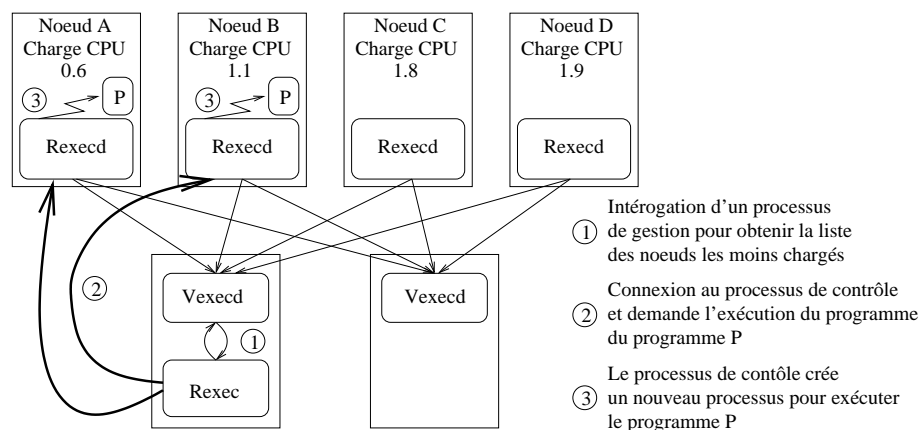 Noeud A
Charge CPU
0.6
3
P
Rexecd
Noeud B
Charge CPU
1.1
3
P
Rexecd
Noeud C
Charge CPU
1.8
Rexecd
Noeud D
Charge CPU
1.9
Rexecd
2
Vexecd
1
Rexec
Vexecd
1
Intérogation d'un processus
de gestion pour obtenir la liste
des noeuds les moins chargés
2
Connexion au processus de contrôle
et demande l'exécution du programme
du programme P
3
Le processus de contôle crée
un nouveau processus pour exécuter
le programme P